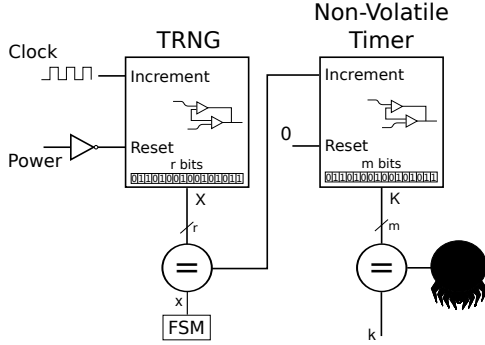 Non-Volatile
TRNG
Timer
Clock
Increment
Increment
Power
Reset
0
Reset
r bits
m bits
0110100100101011
0110100100101011
X
K
r
m
=
=
x
FSM
k